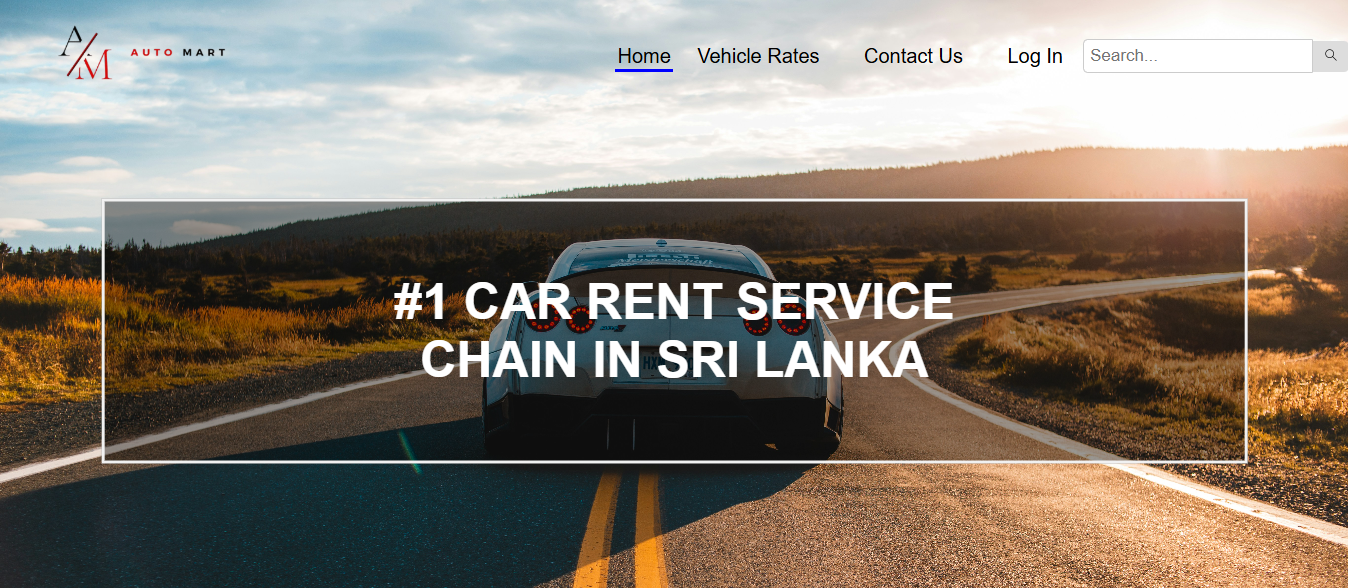 A
M
AUTO MART
Home Vehicle Rates Contact Us Log In Search...
#1 CAR RENT SERVICE
CHAIN IN SRI LANKA